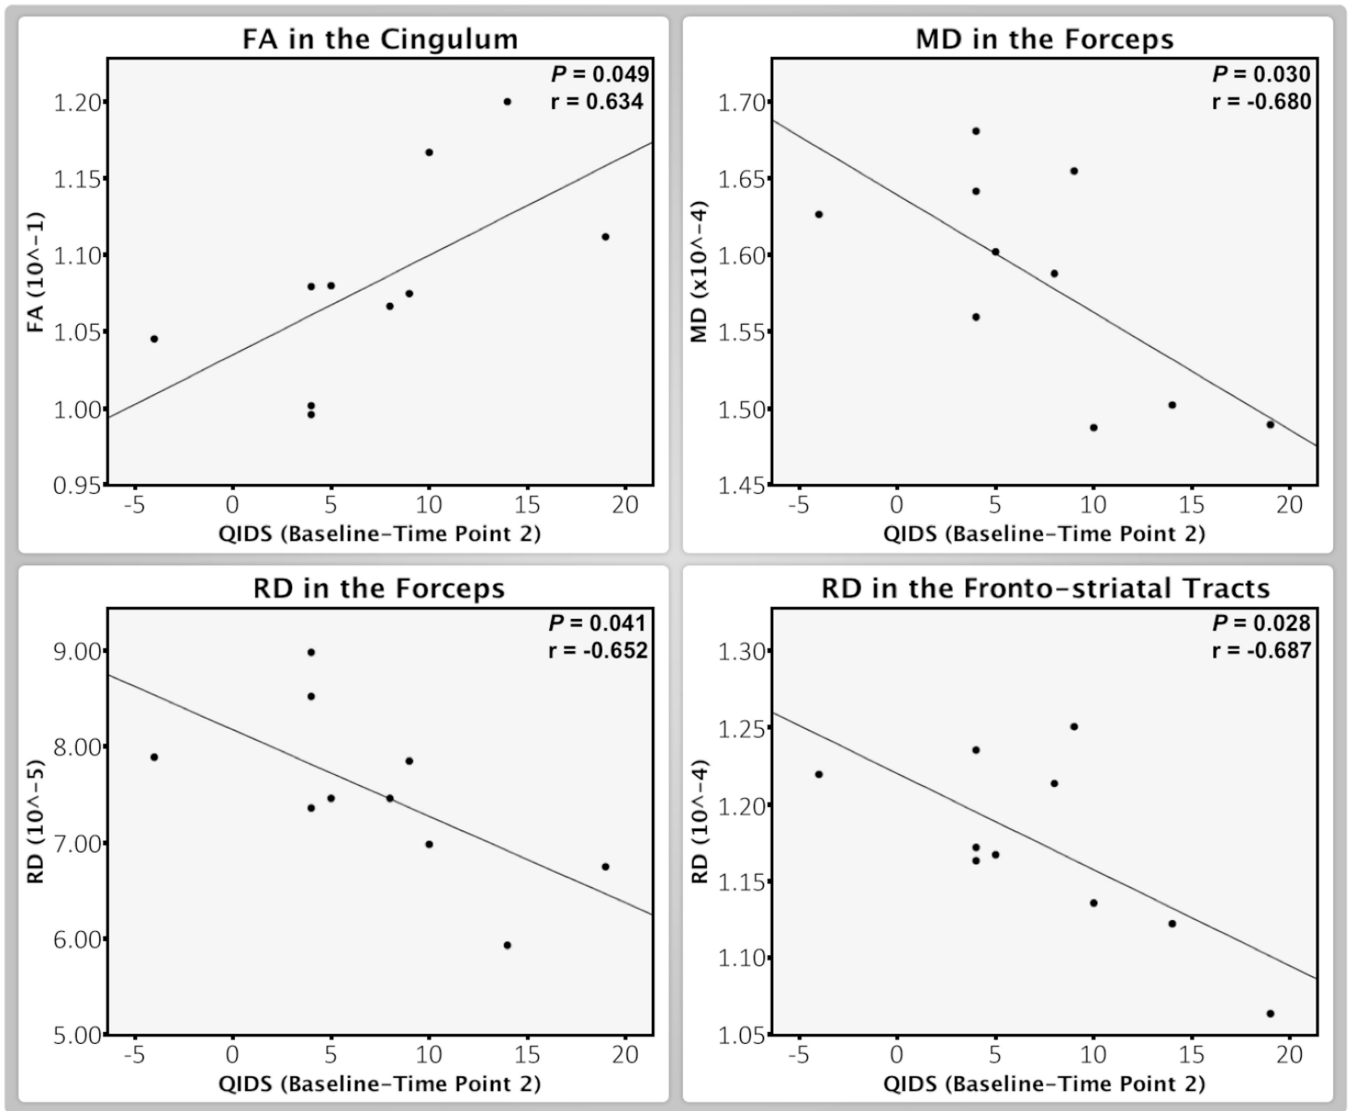 FA in the Cingulum
P = 0.049
r = 0.634
1.20
1.15
1.10
1.05
1.00
0.95
FA (10^-1)
-5 0 5 10 15 20
QIDS (Baseline-Time Point 2)
MD in the Forceps
P = 0.030
r = -0.680
1.70
1.65
1.60
1.55
1.50
1.45
MD (x10^-4)
-5 0 5 10 15 20
QIDS (Baseline-Time Point 2)
RD in the Forceps
P = 0.041
r = -0.652
9.00
8.00
7.00
6.00
5.00
RD (10^-5)
-5 0 5 10 15 20
QIDS (Baseline-Time Point 2)
RD in the Fronto-striatal Tracts
P = 0.028
r = -0.687
1.30
1.25
1.20
1.15
1.10
1.05
RD (10^-4)
-5 0 5 10 15 20
QIDS (Baseline-Time Point 2)